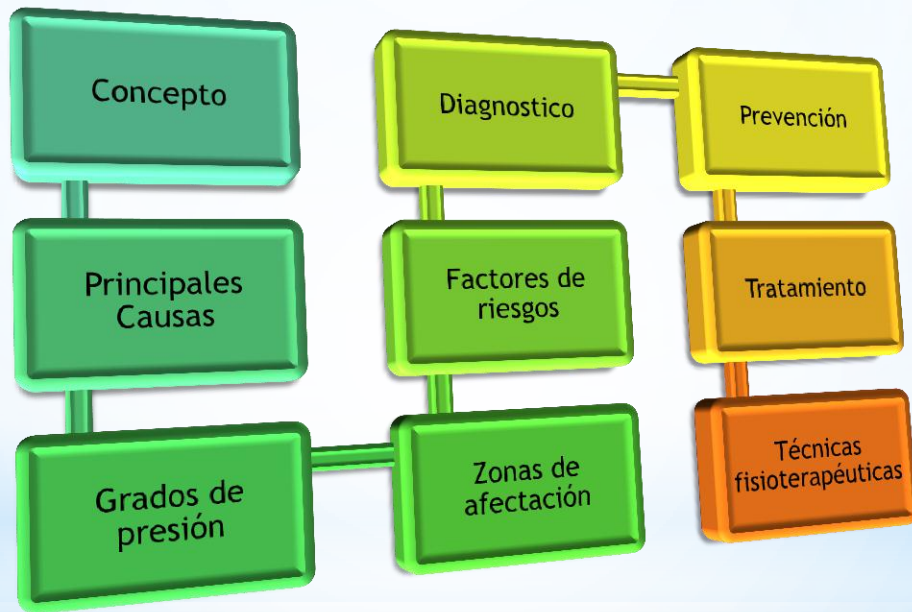 Concepto
Principales
Causas
Grados de
presión
Zonas de
afectación
Factores de
riesgos
Diagnostico
Prevención
Tratamiento
Técnicas
fisioterapéuticas